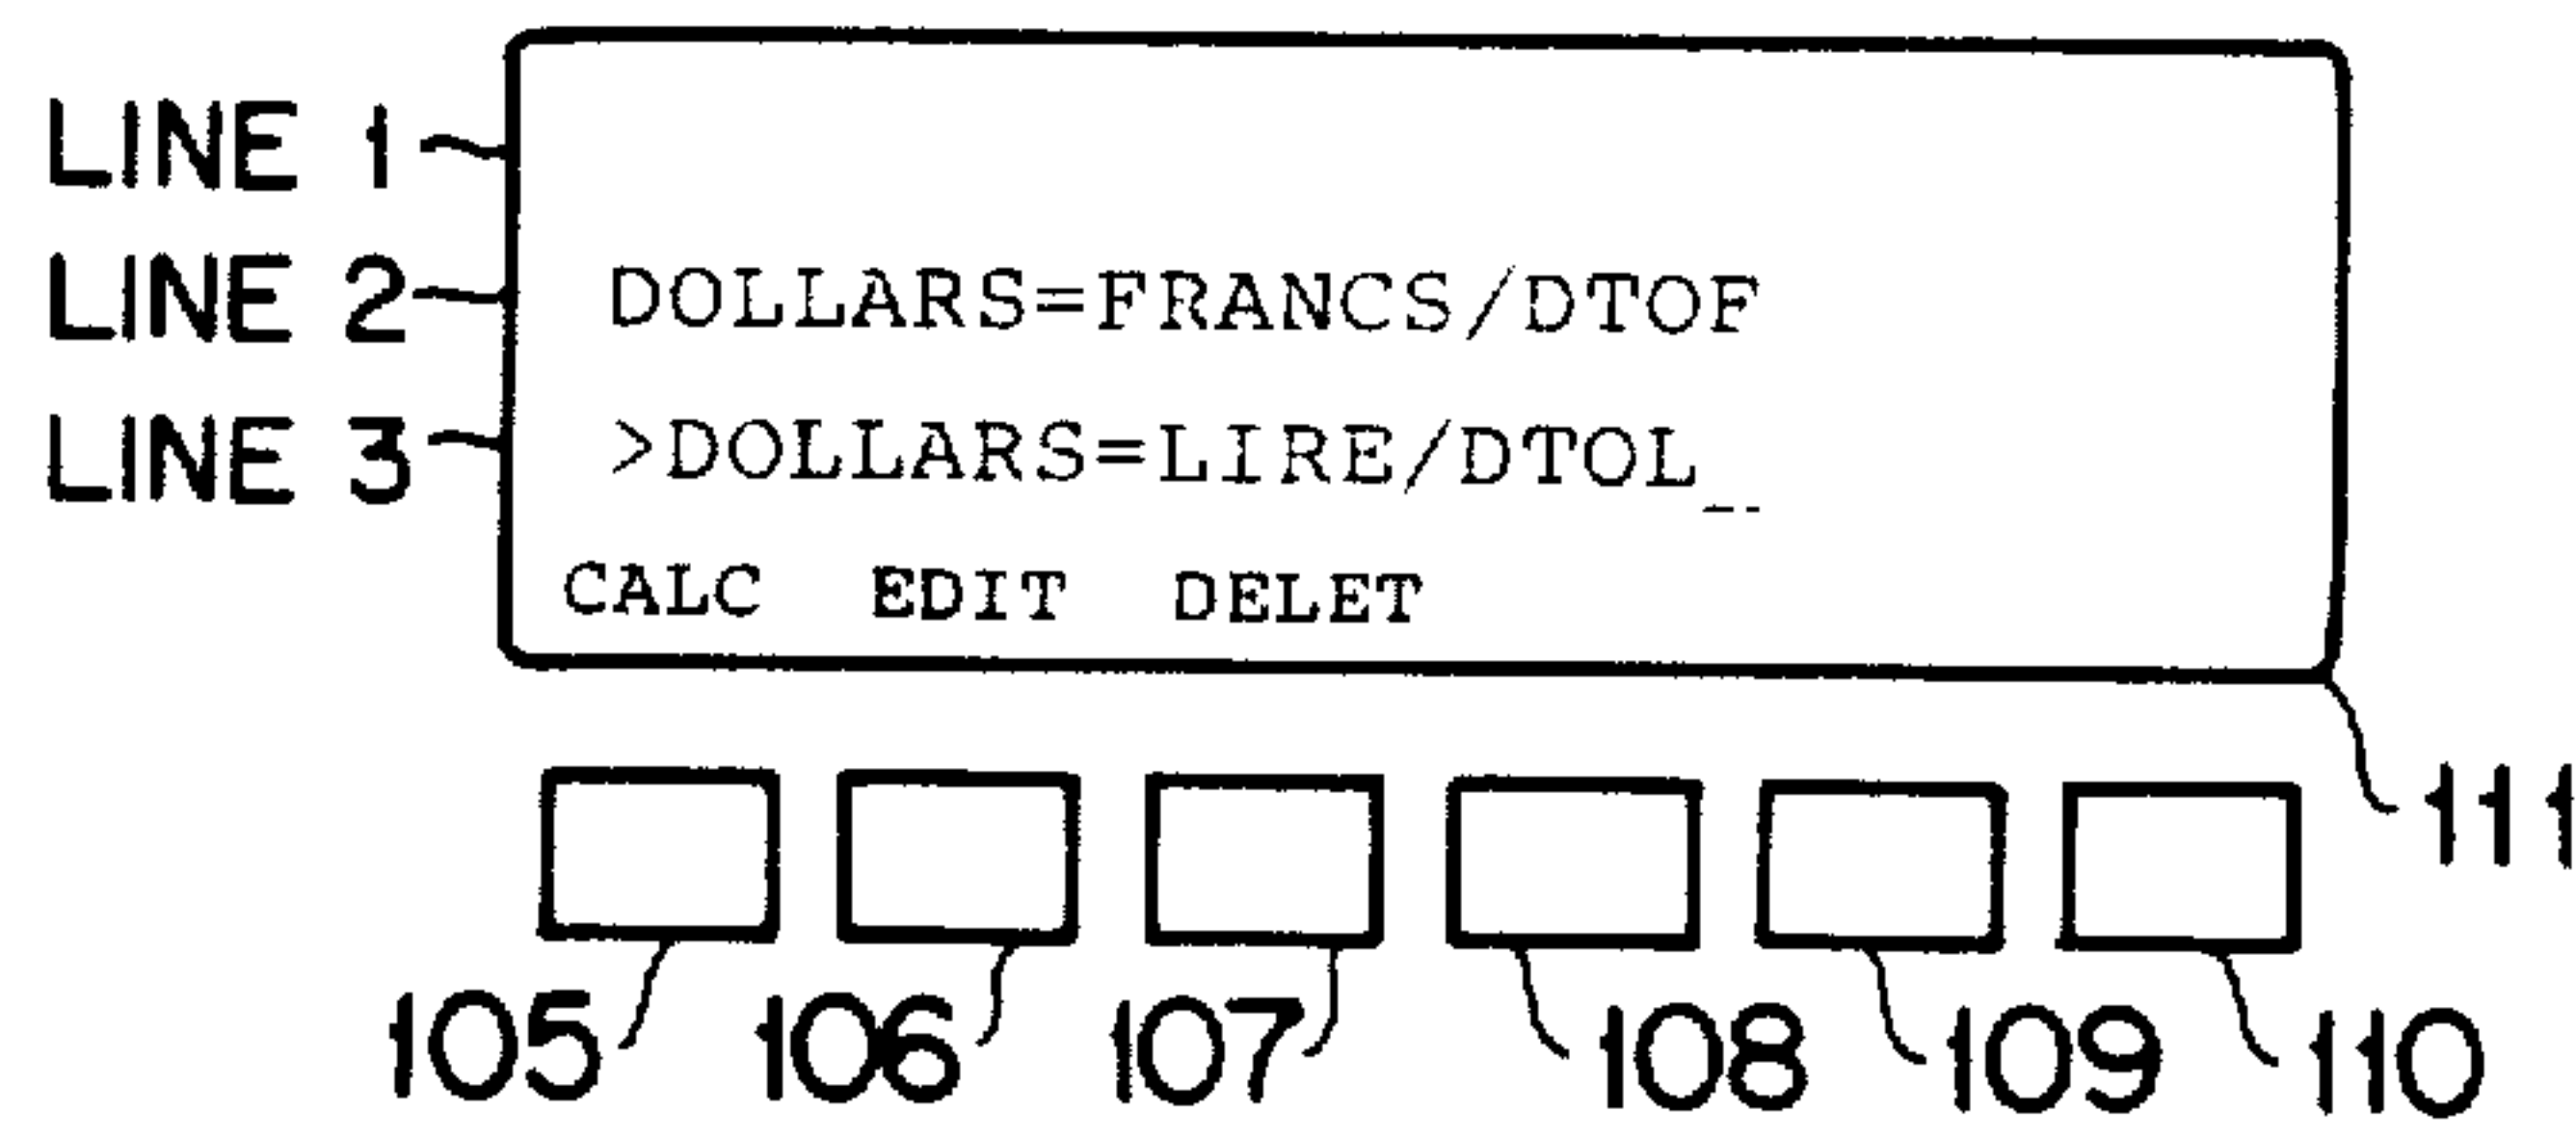 LINE 1
LINE 2 DOLLARS=FRANCS/DTOF
LINE 3 >DOLLARS=LIRE/DTOL_
CALC EDIT DELET
111
105 106 107 108 109 110